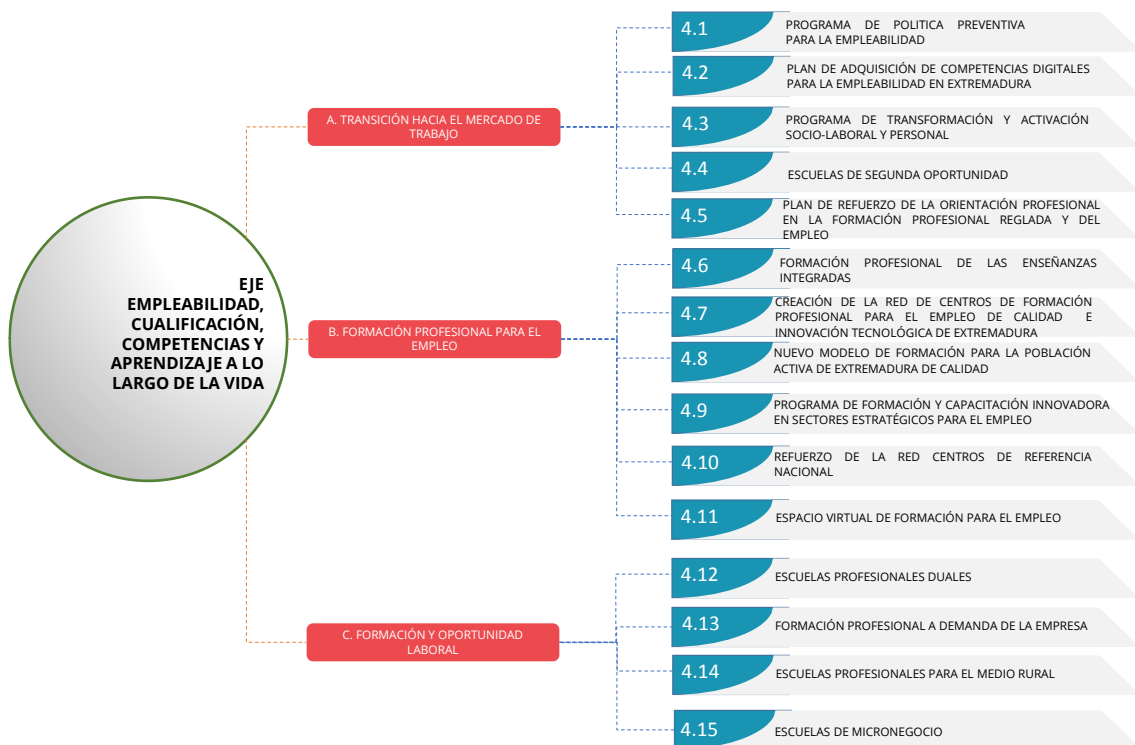 EJE
EMPLEABILIDAD,
CUALIFICACIÓN,
COMPETENCIAS Y
APRENDIZAJE A LO
LARGO DE LA VIDA
A. TRANSICIÓN HACIA EL MERCADO DE
TRABAJO
4.1
PROGRAMA DE POLITICA PREVENTIVA
PARA LA EMPLEABILIDAD
4.2
PLAN DE ADQUISICIÓN DE COMPETENCIAS DIGITALES
PARA LA EMPLEABILIDAD EN EXTREMADURA
4.3
PROGRAMA DE TRANSFORMACIÓN Y ACTIVACIÓN
SOCIO-LABORAL Y PERSONAL
4.4
ESCUELAS DE SEGUNDA OPORTUNIDAD
4.5
PLAN DE REFUERZO DE LA ORIENTACIÓN PROFESIONAL
EN LA FORMACIÓN PROFESIONAL REGLADA Y DEL
EMPLEO
B. FORMACIÓN PROFESIONAL PARA EL
EMPLEO
4.6
FORMACIÓN PROFESIONAL DE LAS ENSEÑANZAS
INTEGRADAS
4.7
CREACIÓN DE LA RED DE CENTROS DE FORMACIÓN
PROFESIONAL PARA EL EMPLEO DE CALIDAD E
INNOVACIÓN TECNOLÓGICA DE EXTREMADURA
4.8
NUEVO MODELO DE FORMACIÓN PARA LA POBLACIÓN
ACTIVA DE EXTREMADURA DE CALIDAD
4.9
PROGRAMA DE FORMACIÓN Y CAPACITACIÓN INNOVADORA
EN SECTORES ESTRATÉGICOS PARA EL EMPLEO
4.10
REFUERZO DE LA RED CENTROS DE REFERENCIA
NACIONAL
4.11
ESPACIO VIRTUAL DE FORMACIÓN PARA EL EMPLEO
C. FORMACIÓN Y OPORTUNIDAD
LABORAL
4.12
ESCUELAS PROFESIONALES DUALES
4.13
FORMACIÓN PROFESIONAL A DEMANDA DE LA EMPRESA
4.14
ESCUELAS PROFESIONALES PARA EL MEDIO RURAL
4.15
ESCUELAS DE MICRONEGOCIO